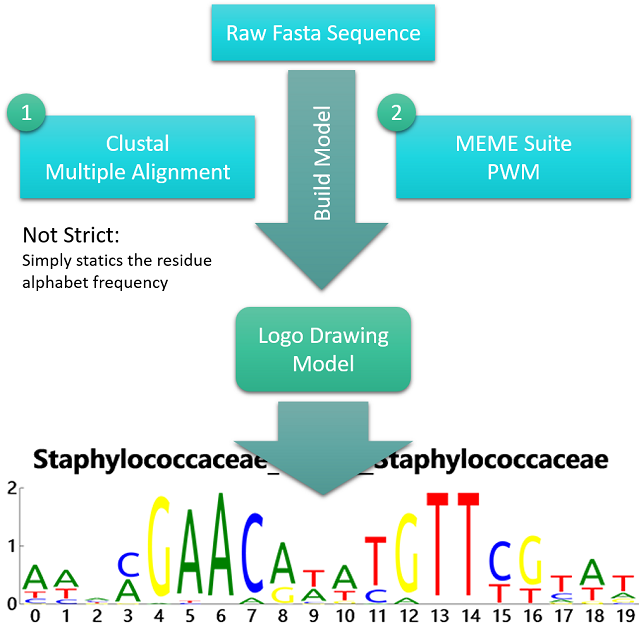 Raw Fasta Sequence
1
Clustal
Multiple Alignment
2
MEME Suite
PWM
Build Model
Not Strict:
Simply statics the residue
alphabet frequency
Logo Drawing
Model
Staphylococcaceae_ _Staphylococcaceae
2
1
0
0 1 2 3 4 5 6 7 8 9 10 11 12 13 14 15 16 17 18 19